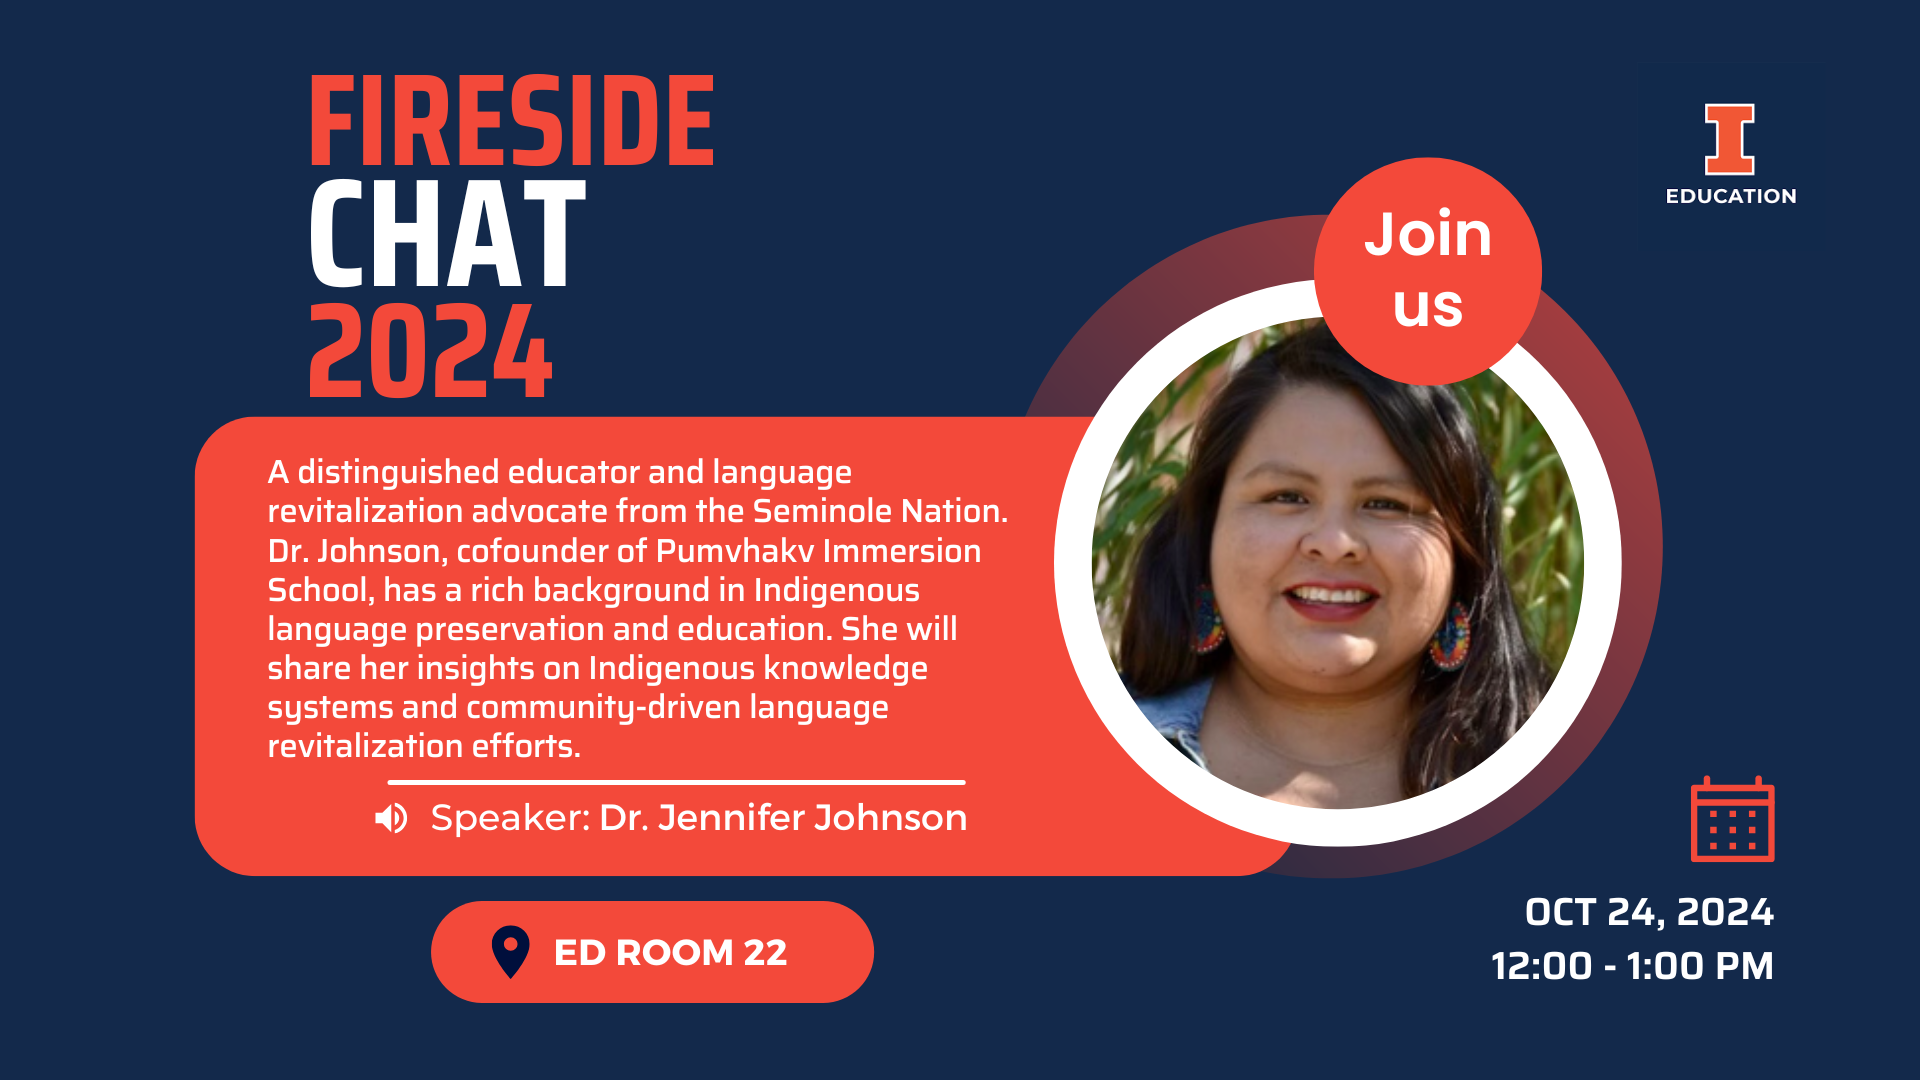 FIRESIDE
CHAT
2024
I
EDUCATION
Join
us
A distinguished educator and language
revitalization advocate from the Seminole Nation.
Dr. Johnson, cofounder of Pumvhakv Immersion
School, has a rich background in Indigenous
language preservation and education. She will
share her insights on Indigenous knowledge
systems and community-driven language
revitalization efforts.
Speaker: Dr. Jennifer Johnson
ED ROOM 22
OCT 24, 2024
12:00 - 1:00 PM